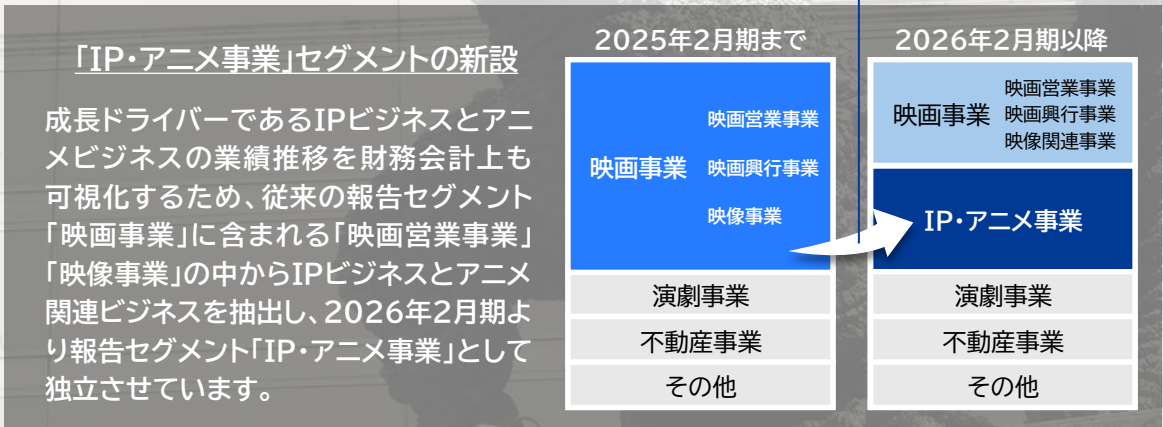 「IP・アニメ事業」セグメントの新設
成長ドライバーであるIPビジネスとアニ
メビジネスの業績推移を財務会計上も
可視化するため、従来の報告セグメント
「映画事業」に含まれる「映画営業事業」
「映像事業」の中からIPビジネスとアニメ
関連ビジネスを抽出し、2026年2月期よ
り報告セグメント「IP・アニメ事業」として
独立させています。
2025年2月期まで
映画事業
映画営業事業
映画興行事業
映像事業
演劇事業
不動産事業
その他
2026年2月期以降
映画事業
映画営業事業
映画興行事業
映像関連事業
IP・アニメ事業
演劇事業
不動産事業
その他